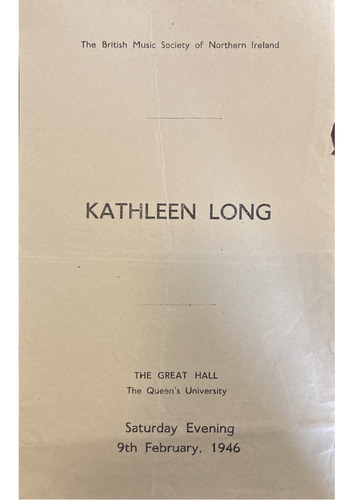 The British Music Society of Northern Ireland
KATHLEEN LONG
THE GREAT HALL
The Queen's University
Saturday Evening
9th February, 1946